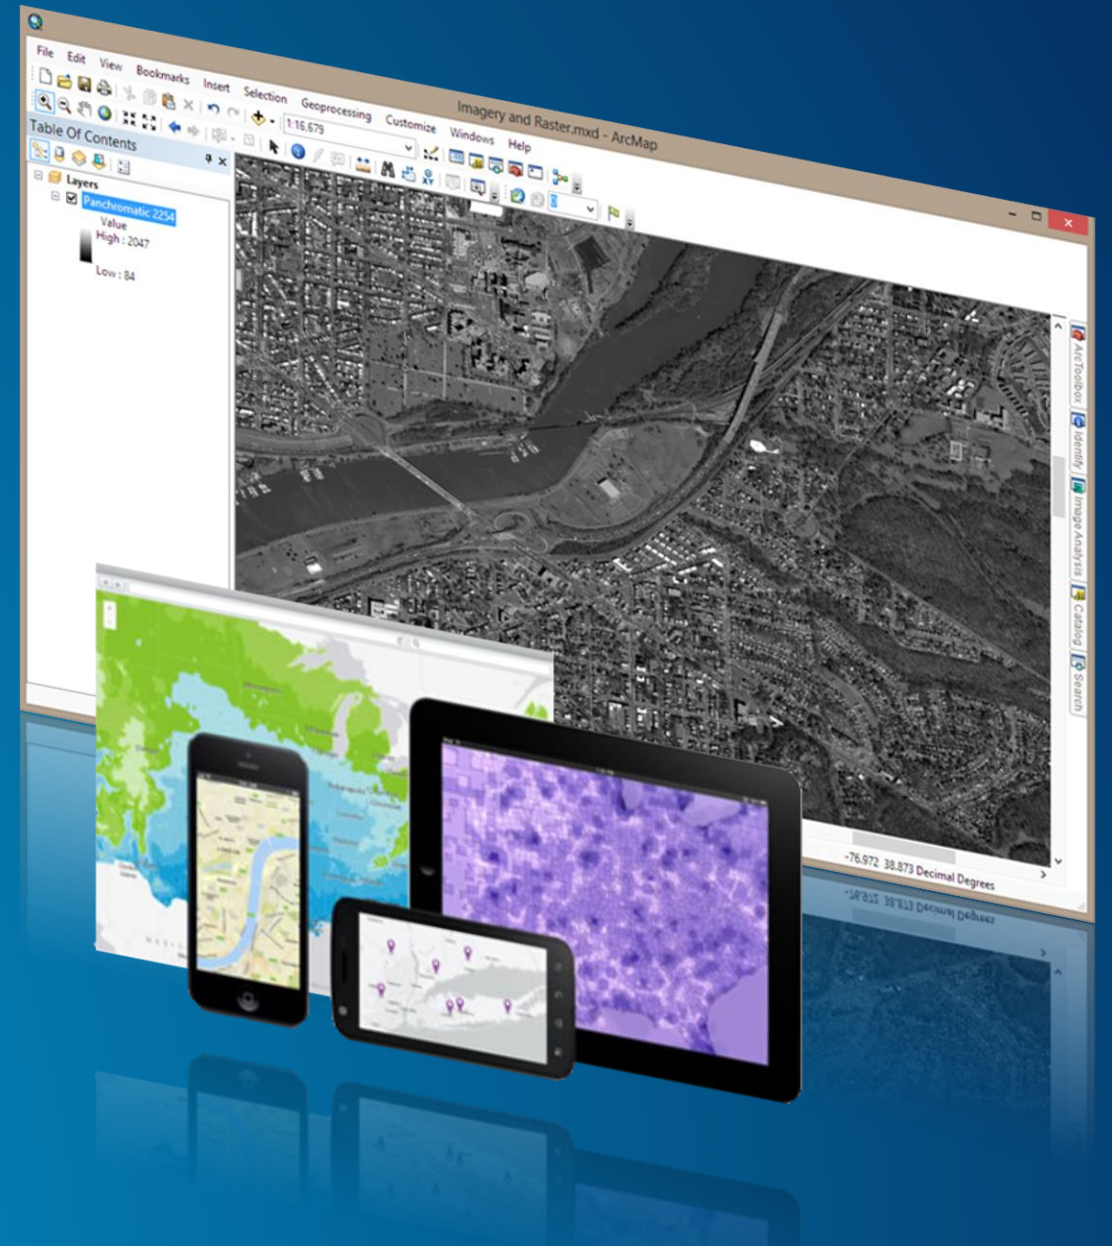 Imagery and Raster.mxd - ArcMap
File Edit View Bookmarks Insert Selection Geoprocessing Customize Windows Help
1:16,679
Table Of Contents
Layers
Panchromatic 2254
Value
High : 2047
Low : 84
ArcToolbox
Identify
Image Analysis
Catalog
Search
-76.972 38.873 Decimal Degrees